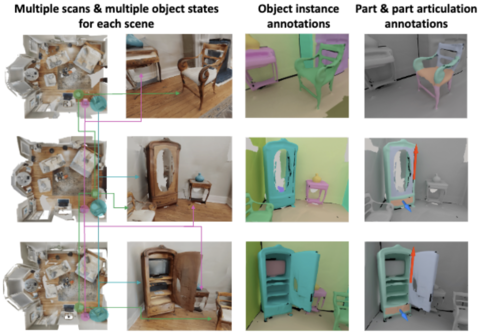 Multiple scans & multiple object states
for each scene
Object instance
annotations
Part & part articulation
annotations